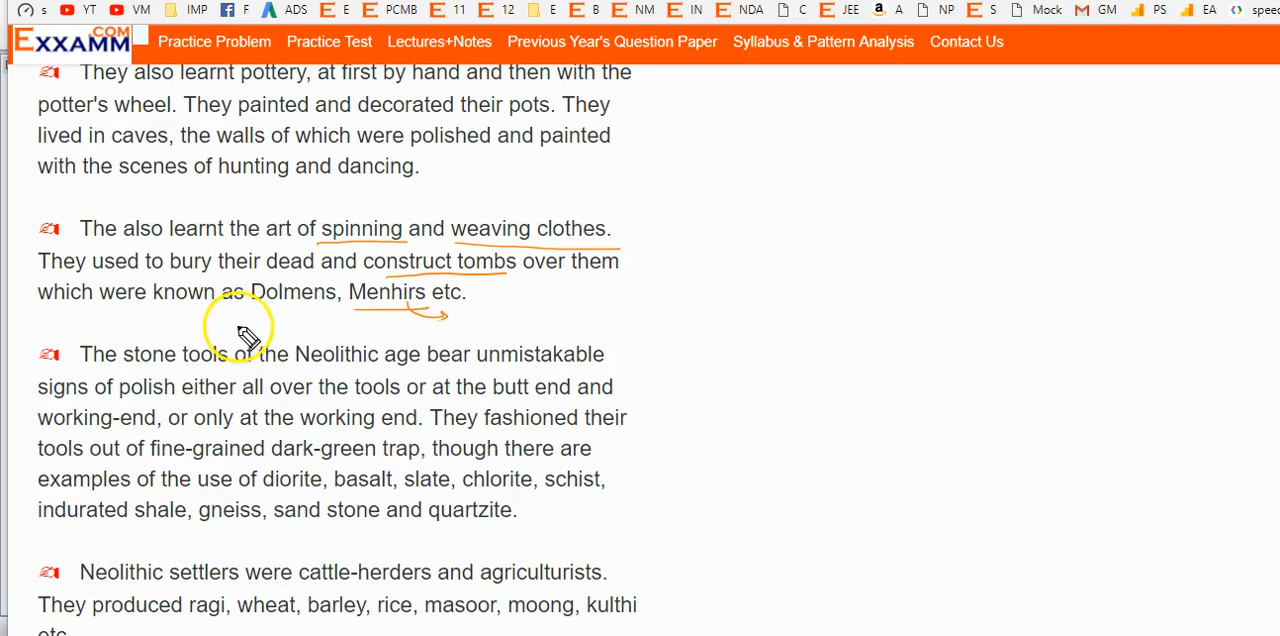 s YT VM IMP F ADS E PCMB 11 12 E B NM IN NDA C JEE A NP S Mock GM PS EA speed
EXXAMM .COM Practice Problem Practice Test Lectures+Notes Previous Year's Question Paper Syllabus & Pattern Analysis Contact Us
They also learnt pottery, at first by hand and then with the
potter's wheel. They painted and decorated their pots. They
lived in caves, the walls of which were polished and painted
with the scenes of hunting and dancing.
The also learnt the art of spinning and weaving clothes.
They used to bury their dead and construct tombs over them
which were known as Dolmens, Menhirs etc.
The stone tools of the Neolithic age bear unmistakable
signs of polish either all over the tools or at the butt end and
working-end, or only at the working end. They fashioned their
tools out of fine-grained dark-green trap, though there are
examples of the use of diorite, basalt, slate, chlorite, schist,
indurated shale, gneiss, sand stone and quartzite.
Neolithic settlers were cattle-herders and agriculturists.
They produced ragi, wheat, barley, rice, masoor, moong, kulthi
etc.